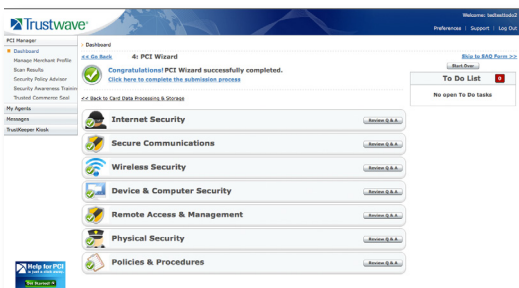 Trustwave®
Welcome: tedtesttodo2
Preferences | Support | Log Out
PCI Manager
Dashboard
Manage Merchant Profile
Scan Results
Security Policy Advisor
Security Awareness Trainin
Trusted Commerce Seal
My Agents
Messages
TrustKeeper Kiosk
Dashboard
<< Go Back
4: PCI Wizard
Skip to SAQ Form >>
Start Over
Congratulations! PCI Wizard successfully completed.
Click here to complete the submission process
To Do List 0
No open To Do tasks
<< Back to Card Data Processing & Storage
Internet Security Review Q & A
Secure Communications Review Q & A
Wireless Security Review Q & A
Device & Computer Security Review Q & A
Remote Access & Management Review Q & A
Physical Security Review Q & A
Policies & Procedures Review Q & A
Help for PCI
is just a click away.
Get Started